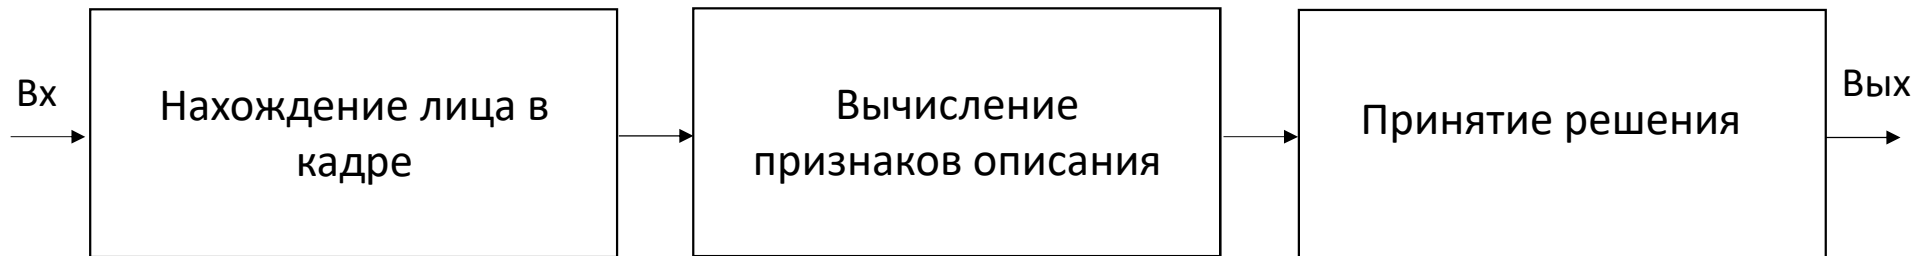 Вх
Нахождение лица в
кадре
Вычисление
признаков описания
Принятие решения
Вых